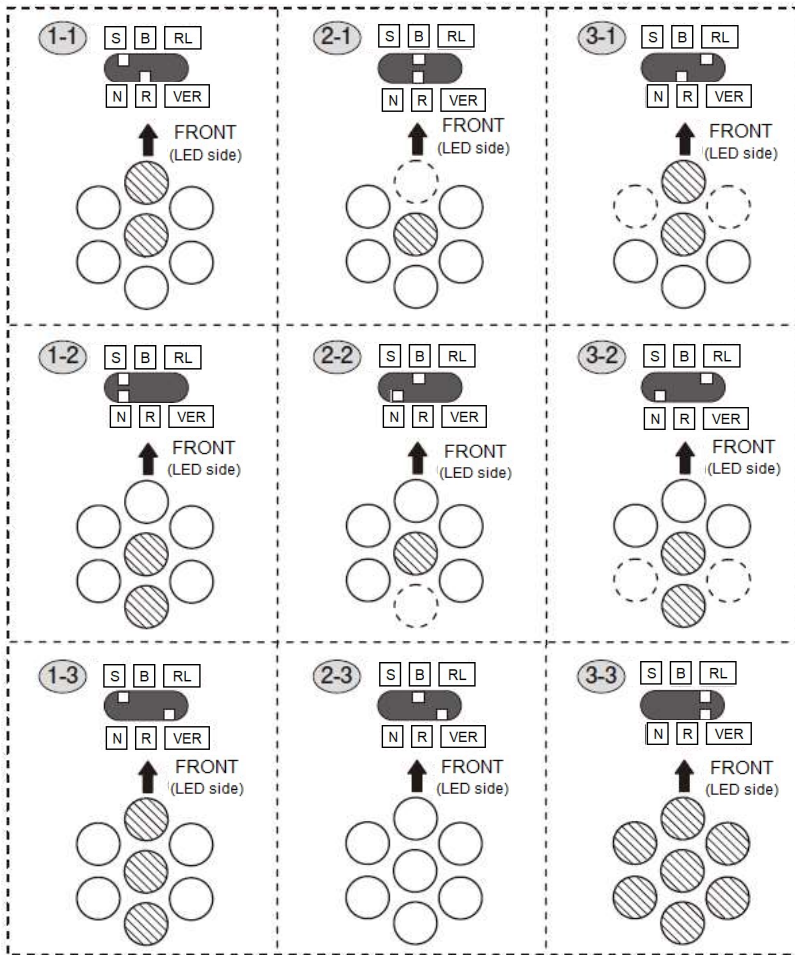 1-1 S B RL
N R VER
FRONT
(LED side)
2-1 S B RL
N R VER
FRONT
(LED side)
3-1 S B RL
N R VER
FRONT
(LED side)
1-2 S B RL
N R VER
FRONT
(LED side)
2-2 S B RL
N R VER
FRONT
(LED side)
3-2 S B RL
N R VER
FRONT
(LED side)
1-3 S B RL
N R VER
FRONT
(LED side)
2-3 S B RL
N R VER
FRONT
(LED side)
3-3 S B RL
N R VER
FRONT
(LED side)